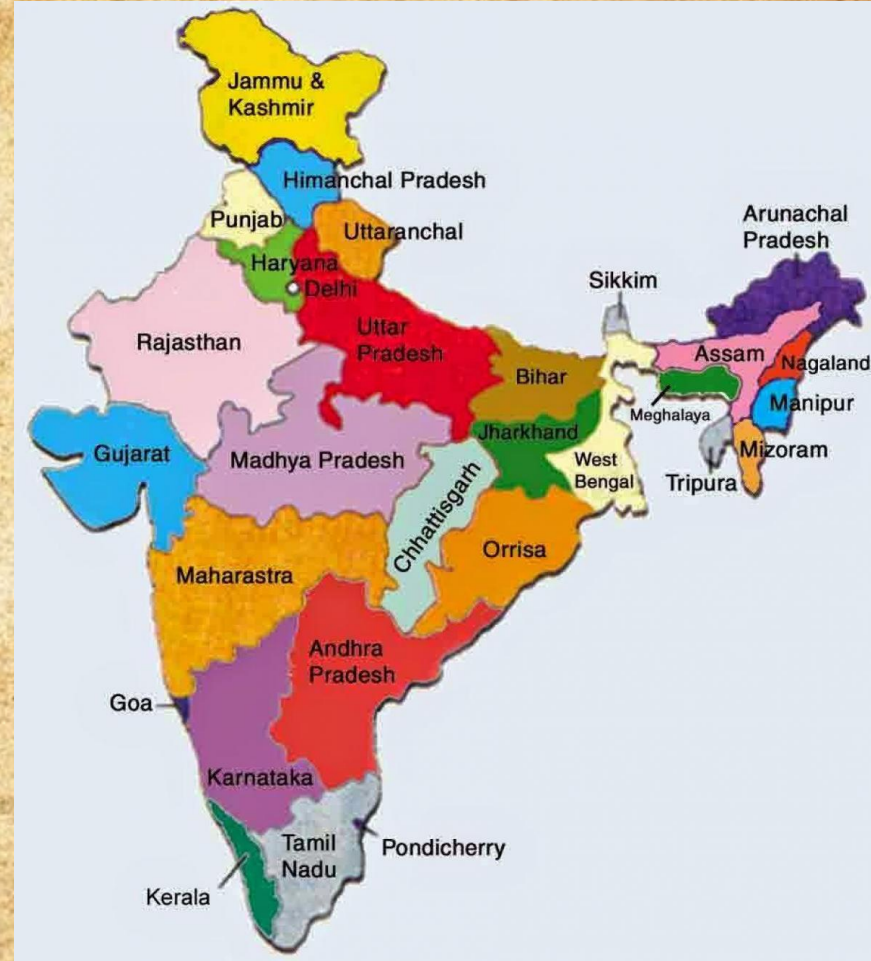 Jammu &
Kashmir
Himanchal Pradesh
Punjab
Uttaranchal
Arunachal
Pradesh
Haryana
Delhi
Sikkim
Rajasthan
Uttar
Pradesh
Assam
Nagaland
Bihar
Meghalaya
Manipur
Jharkhand
Gujarat
Madhya Pradesh
West
Bengal
Mizoram
Tripura
Chhattisgarh
Orrisa
Maharastra
Andhra
Pradesh
Goa
Karnataka
Tamil
Nadu
Pondicherry
Kerala